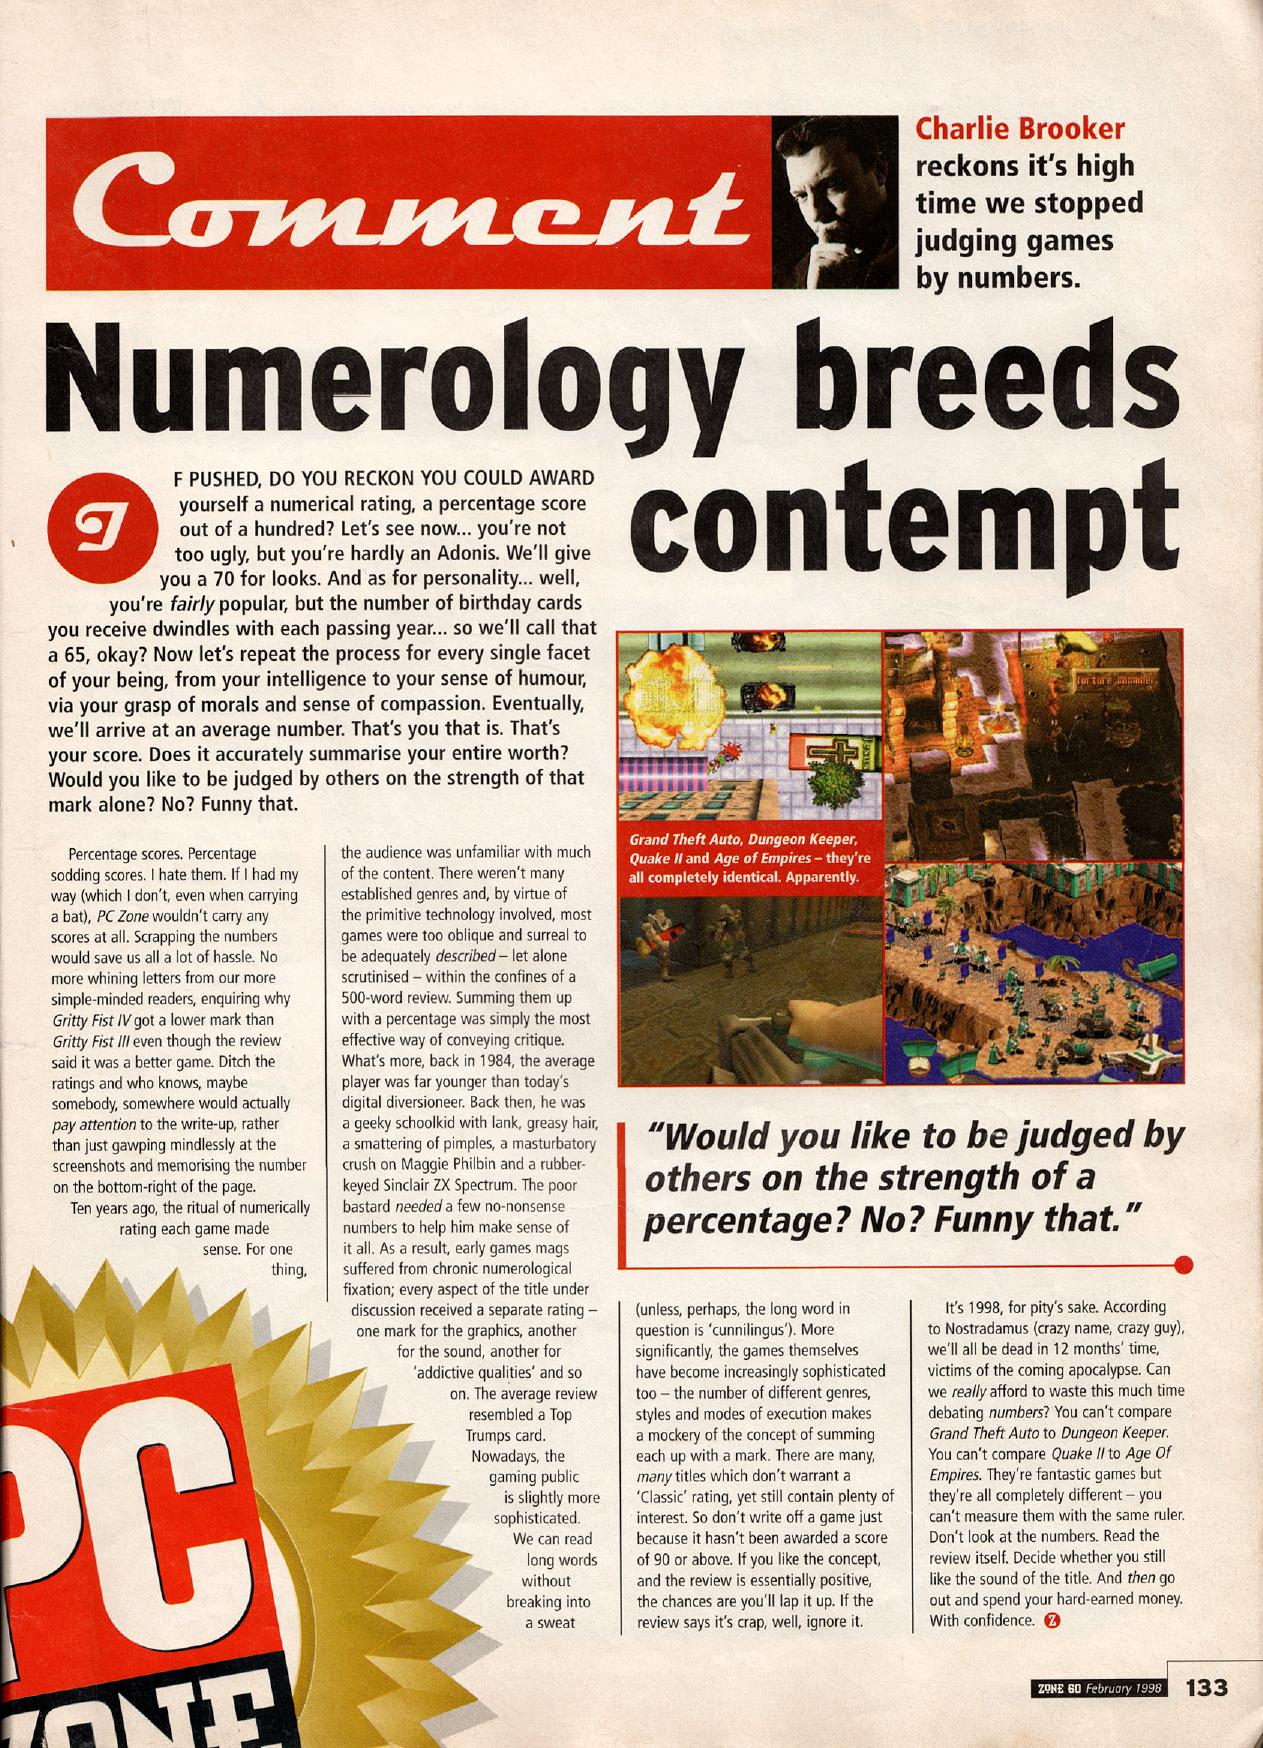 Comment
Charlie Brooker
reckons it's high
time we stopped
judging games
by numbers.
Numerology breeds
contempt
I
F PUSHED, DO YOU RECKON YOU COULD AWARD
yourself a numerical rating, a percentage score
out of a hundred? Let's see now... you're not
too ugly, but you're hardly an Adonis. We'll give
you a 70 for looks. And as for personality... well,
you're fairly popular, but the number of birthday cards
you receive dwindles with each passing year... so we'll call that
a 65, okay? Now let's repeat the process for every single facet
of your being, from your intelligence to your sense of humour,
via your grasp of morals and sense of compassion. Eventually,
we'll arrive at an average number. That's you that is. That's
your score. Does it accurately summarise your entire worth?
Would you like to be judged by others on the strength of that
mark alone? No? Funny that.
Percentage scores. Percentage
sodding scores. I hate them. If I had my
way (which I don't, even when carrying
a bat), PC Zone wouldn't carry any
scores at all. Scrapping the numbers
would save us all a lot of hassle. No
more whining letters from our more
simple-minded readers, enquiring why
Gritty Fist IV got a lower mark than
Gritty Fist III even though the review
said it was a better game. Ditch the
ratings and who knows, maybe
somebody, somewhere would actually
pay attention to the write-up, rather
than just gawping mindlessly at the
screenshots and memorising the number
on the bottom-right of the page.
Ten years ago, the ritual of numerically
rating each game made
sense. For one
thing,
the audience was unfamiliar with much
of the content. There weren't many
established genres and, by virtue of
the primitive technology involved, most
games were too oblique and surreal to
be adequately described – let alone
scrutinised – within the confines of a
500-word review. Summing them up
with a percentage was simply the most
effective way of conveying critique.
What's more, back in 1984, the average
player was far younger than today's
digital diversioneer. Back then, he was
a geeky schoolkid with lank, greasy hair,
a smattering of pimples, a masturbatory
crush on Maggie Philbin and a rubber-
keyed Sinclair ZX Spectrum. The poor
bastard needed a few no-nonsense
numbers to help him make sense of
it all. As a result, early games mags
suffered from chronic numerological
fixation; every aspect of the title under
discussion received a separate rating –
one mark for the graphics, another
for the sound, another for
'addictive qualities' and so
on. The average review
resembled a Top
Trumps card.
Nowadays, the
gaming public
is slightly more
sophisticated.
We can read
long words
without
breaking into
a sweat
Torture Chamber
Grand Theft Auto, Dungeon Keeper,
Quake II and Age of Empires – they're
all completely identical. Apparently.
"Would you like to be judged by
others on the strength of a
percentage? No? Funny that."
(unless, perhaps, the long word in
question is 'cunnilingus'). More
significantly, the games themselves
have become increasingly sophisticated
too – the number of different genres,
styles and modes of execution makes
a mockery of the concept of summing
each up with a mark. There are many,
many titles which don't warrant a
'Classic' rating, yet still contain plenty of
interest. So don't write off a game just
because it hasn't been awarded a score
of 90 or above. If you like the concept,
and the review is essentially positive,
the chances are you'll lap it up. If the
review says it's crap, well, ignore it.
It's 1998, for pity's sake. According
to Nostradamus (crazy name, crazy guy),
we'll all be dead in 12 months' time,
victims of the coming apocalypse. Can
we really afford to waste this much time
debating numbers? You can't compare
Grand Theft Auto to Dungeon Keeper.
You can't compare Quake II to Age Of
Empires. They're fantastic games but
they're all completely different – you
can't measure them with the same ruler.
Don't look at the numbers. Read the
review itself. Decide whether you still
like the sound of the title. And then go
out and spend your hard-earned money.
With confidence. Z
PC
ZONE
ZONE 60 February 1998 133